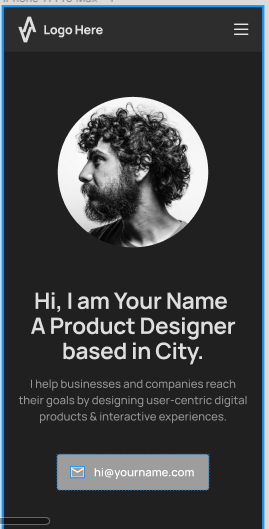 Logo Here
Hi, I am Your Name
A Product Designer
based in City.
I help businesses and companies reach
their goals by designing user-centric digital
products & interactive experiences.
hi@yourname.com